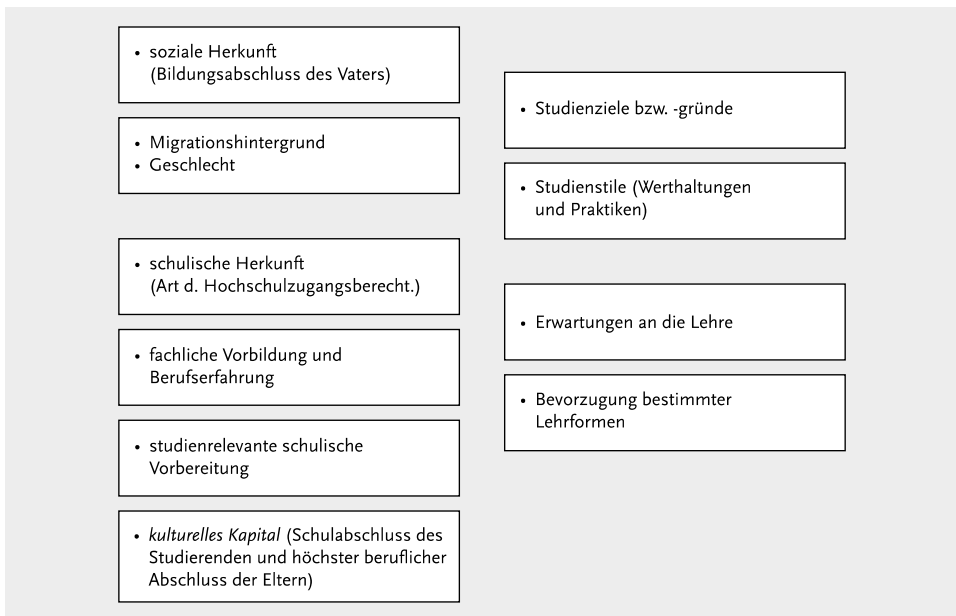 • soziale Herkunft
(Bildungsabschluss des Vaters)
• Migrationshintergrund
• Geschlecht
• schulische Herkunft
(Art d. Hochschulzugangsberecht.)
• fachliche Vorbildung und
Berufserfahrung
• studienrelevante schulische
Vorbereitung
• kulturelles Kapital (Schulabschluss des
Studierenden und höchster beruflicher
Abschluss der Eltern)
• Studienziele bzw. -gründe
• Studienstile (Werthaltungen
und Praktiken)
• Erwartungen an die Lehre
• Bevorzugung bestimmter
Lehrformen